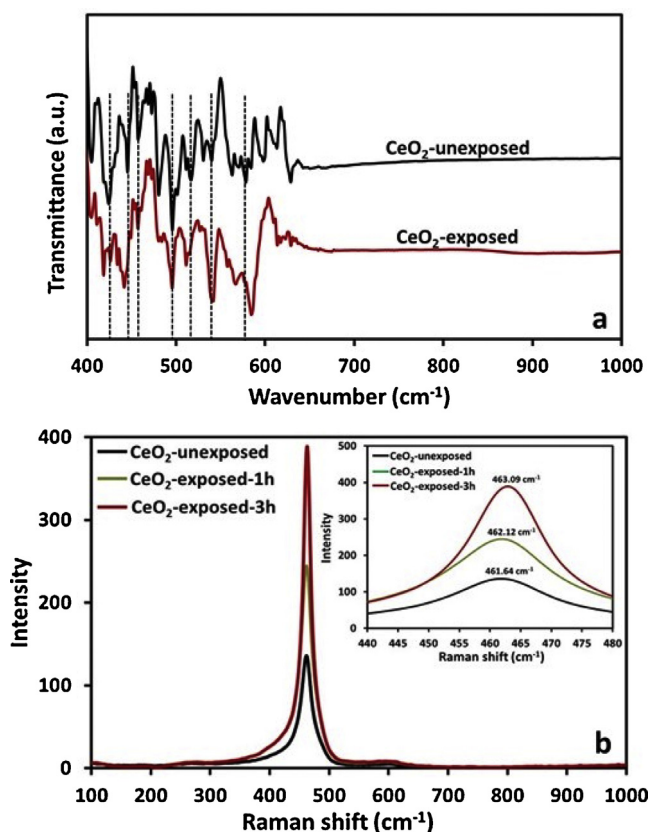 Transmittance (a.u.)
CeO₂-unexposed
CeO₂-exposed
a
400 500 600 700 800 900 1000
Wavenumber (cm⁻¹)
Intensity
400
300
200
100
0
CeO₂-unexposed
CeO₂-exposed-1h
CeO₂-exposed-3h
b
100 200 300 400 500 600 700 800 900 1000
Raman shift (cm⁻¹)
Intensity
500
400
300
200
100
0
CeO₂-unexposed
CeO₂-exposed-1h
CeO₂-exposed-3h
463.09 cm⁻¹
462.12 cm⁻¹
461.64 cm⁻¹
440 445 450 455 460 465 470 475 480
Raman shift (cm⁻¹)